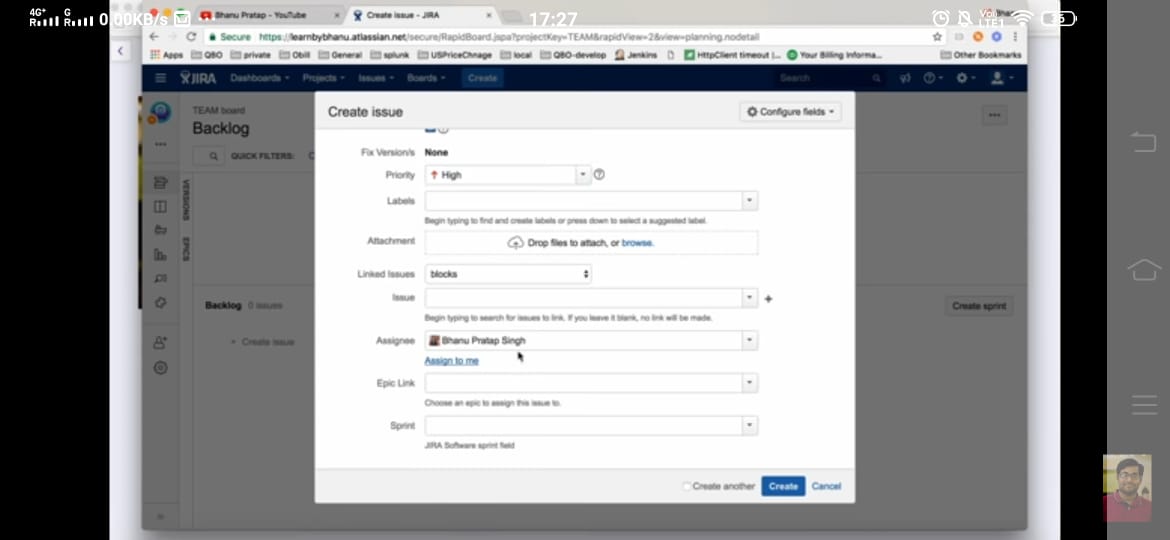 4G+ G 0.00KB/s 17:27 Vo) LTE1 36
Bhanu Pratap - YouTube × Create issue - JIRA ×
Secure https://learnbybhanu.atlassian.net/secure/RapidBoard.jspa?projectKey=TEAM&rapidView=2&view=planning.nodetail
Apps QBO private Obill General splunk USPriceChnage local QBO-develop Jenkins HttpClient timeout |... Your Billing Informa... Other Bookmarks
JIRA Dashboards Projects Issues Boards Create Search
Create issue Configure fields
TEAM board
Backlog
QUICK FILTERS:
VERSIONS
EPICS
Fix Version/s None
Priority High
Labels
Begin typing to find and create labels or press down to select a suggested label.
Attachment Drop files to attach, or browse.
Linked Issues blocks
Issue
Begin typing to search for issues to link. If you leave it blank, no link will be made.
Backlog 0 issues Create sprint
+ Create issue
Assignee Bhanu Pratap Singh
Assign to me
Epic Link
Choose an epic to assign this issue to.
Sprint
JIRA Software sprint field
Create another Create Cancel